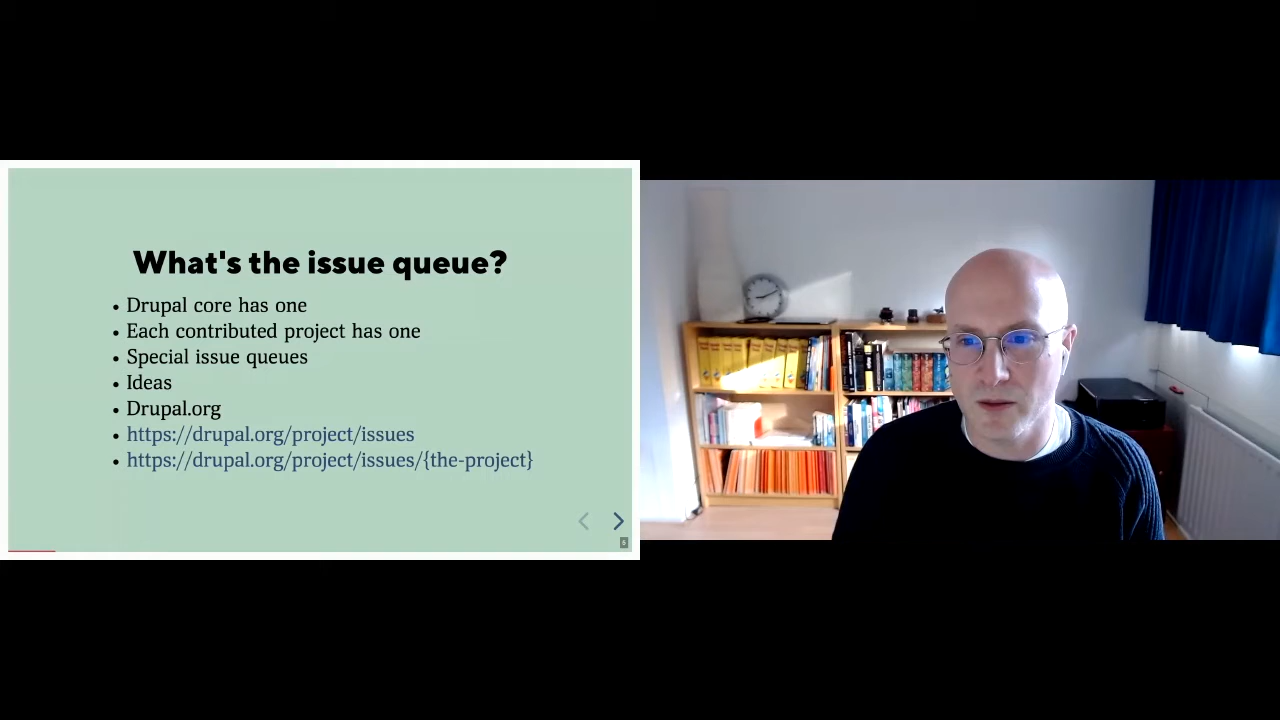 What's the issue queue?
• Drupal core has one
• Each contributed project has one
• Special issue queues
• Ideas
• Drupal.org
• https://drupal.org/project/issues
• https://drupal.org/project/issues/{the-project}
6